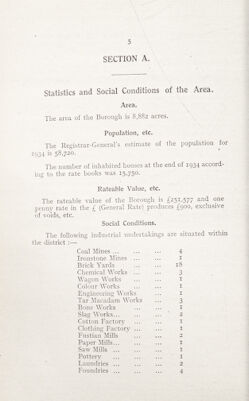 5
SECTION A.
Statistics and Social Conditions of the Area.
Area.
The area of the Borough is 8,882 acres.
Population, etc.
The Registrar-General's estimate of the population for
1934 is 58,720.
The number of inhabited houses at the end of 1934 accord-
ing to the rate books was 15,750.
Rateable Value, etc.
The rateable value of the Borough is £251,577 and one
penny rate in the £ (General Rate) produces £900, exclusive
of voids, etc.
Social Conditions.
The following industrial undertakings are situated within
the district :—
Coal Mines ... ... ... 4
Ironstone Mines ... ... 1
Brick Yards ... ... 18
Chemical Works ... ... 3
Wagon Works ... ... 1
Colour Works ... ... 1
Engineering Works ... 1
Tar Macadam Works ... 3
Bone Works ... ... 1
Slag Works... ... ... 2
Cotton Factory ... ... 1
Clothing Factory ... ... 1
Fustian Mills ... ... 2
Paper Mills... ... ... 1
Saw Mills ... ... ... 1
Pottery ... ... ... 1
Laundries ... ... ... 2
Foundries ... ... ... 4